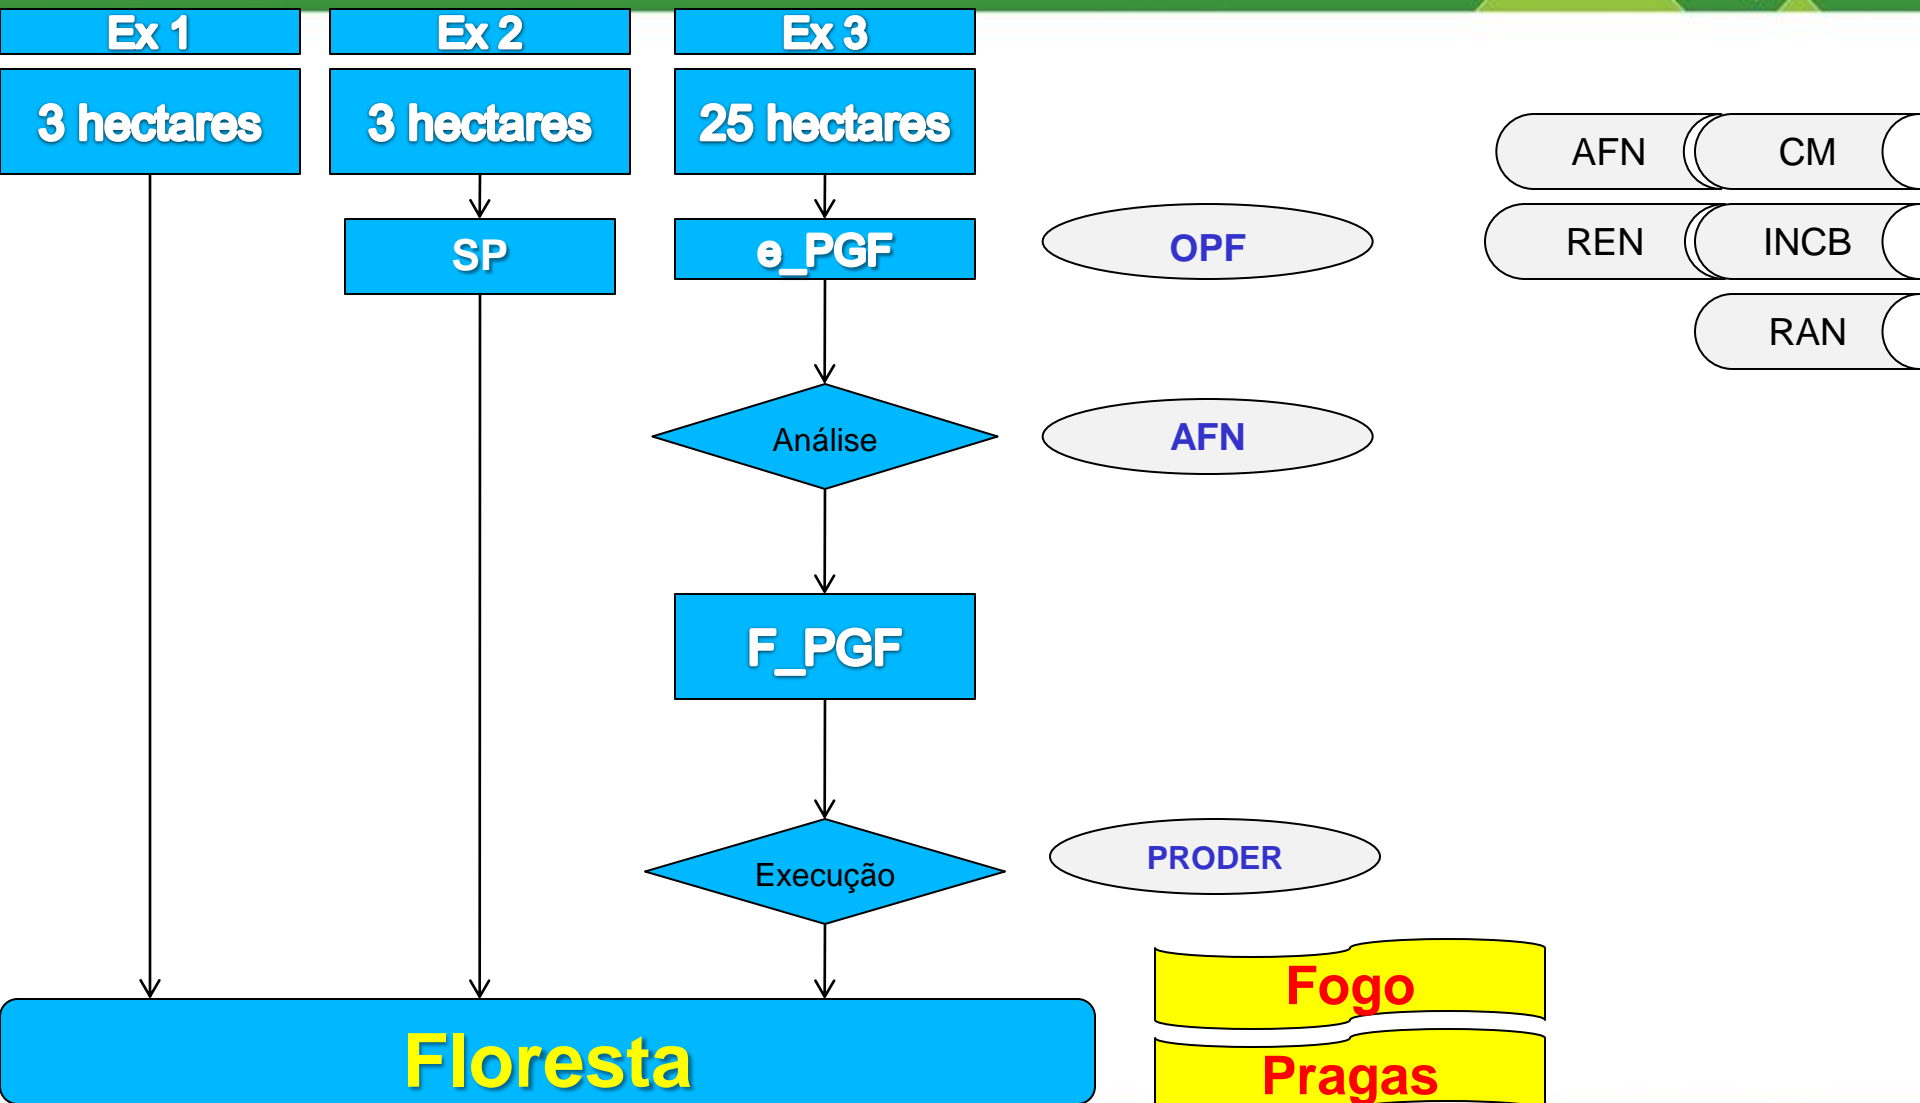 Ex 1
Ex 2
Ex 3
3 hectares
3 hectares
25 hectares
AFN
CM
SP
e_PGF
OPF
REN
INCB
RAN
Análise
AFN
F_PGF
Execução
PRODER
Fogo
Floresta
Pragas